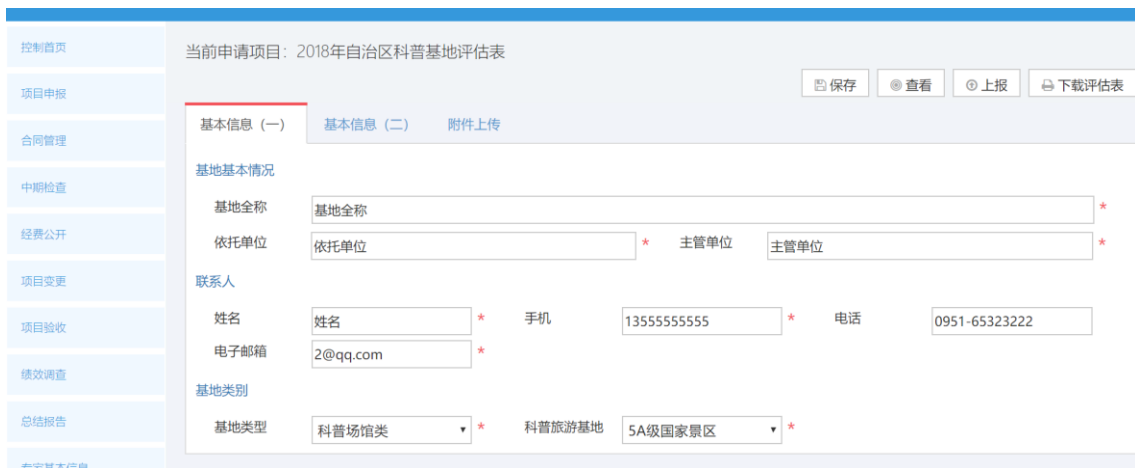 控制首页
项目申报
合同管理
中期检查
经费公开
项目变更
项目验收
绩效调查
总结报告
专家基本信息
当前申请项目：2018年自治区科普基地评估表
保存 查看 上报 下载评估表
基本信息（一） 基本信息（二） 附件上传
基地基本情况
基地全称 基地全称 *
依托单位 依托单位 * 主管单位 主管单位 *
联系人
姓名 姓名 * 手机 13555555555 * 电话 0951-65323222
电子邮箱 2@qq.com *
基地类别
基地类型 科普场馆类 * 科普旅游基地 5A级国家景区 *